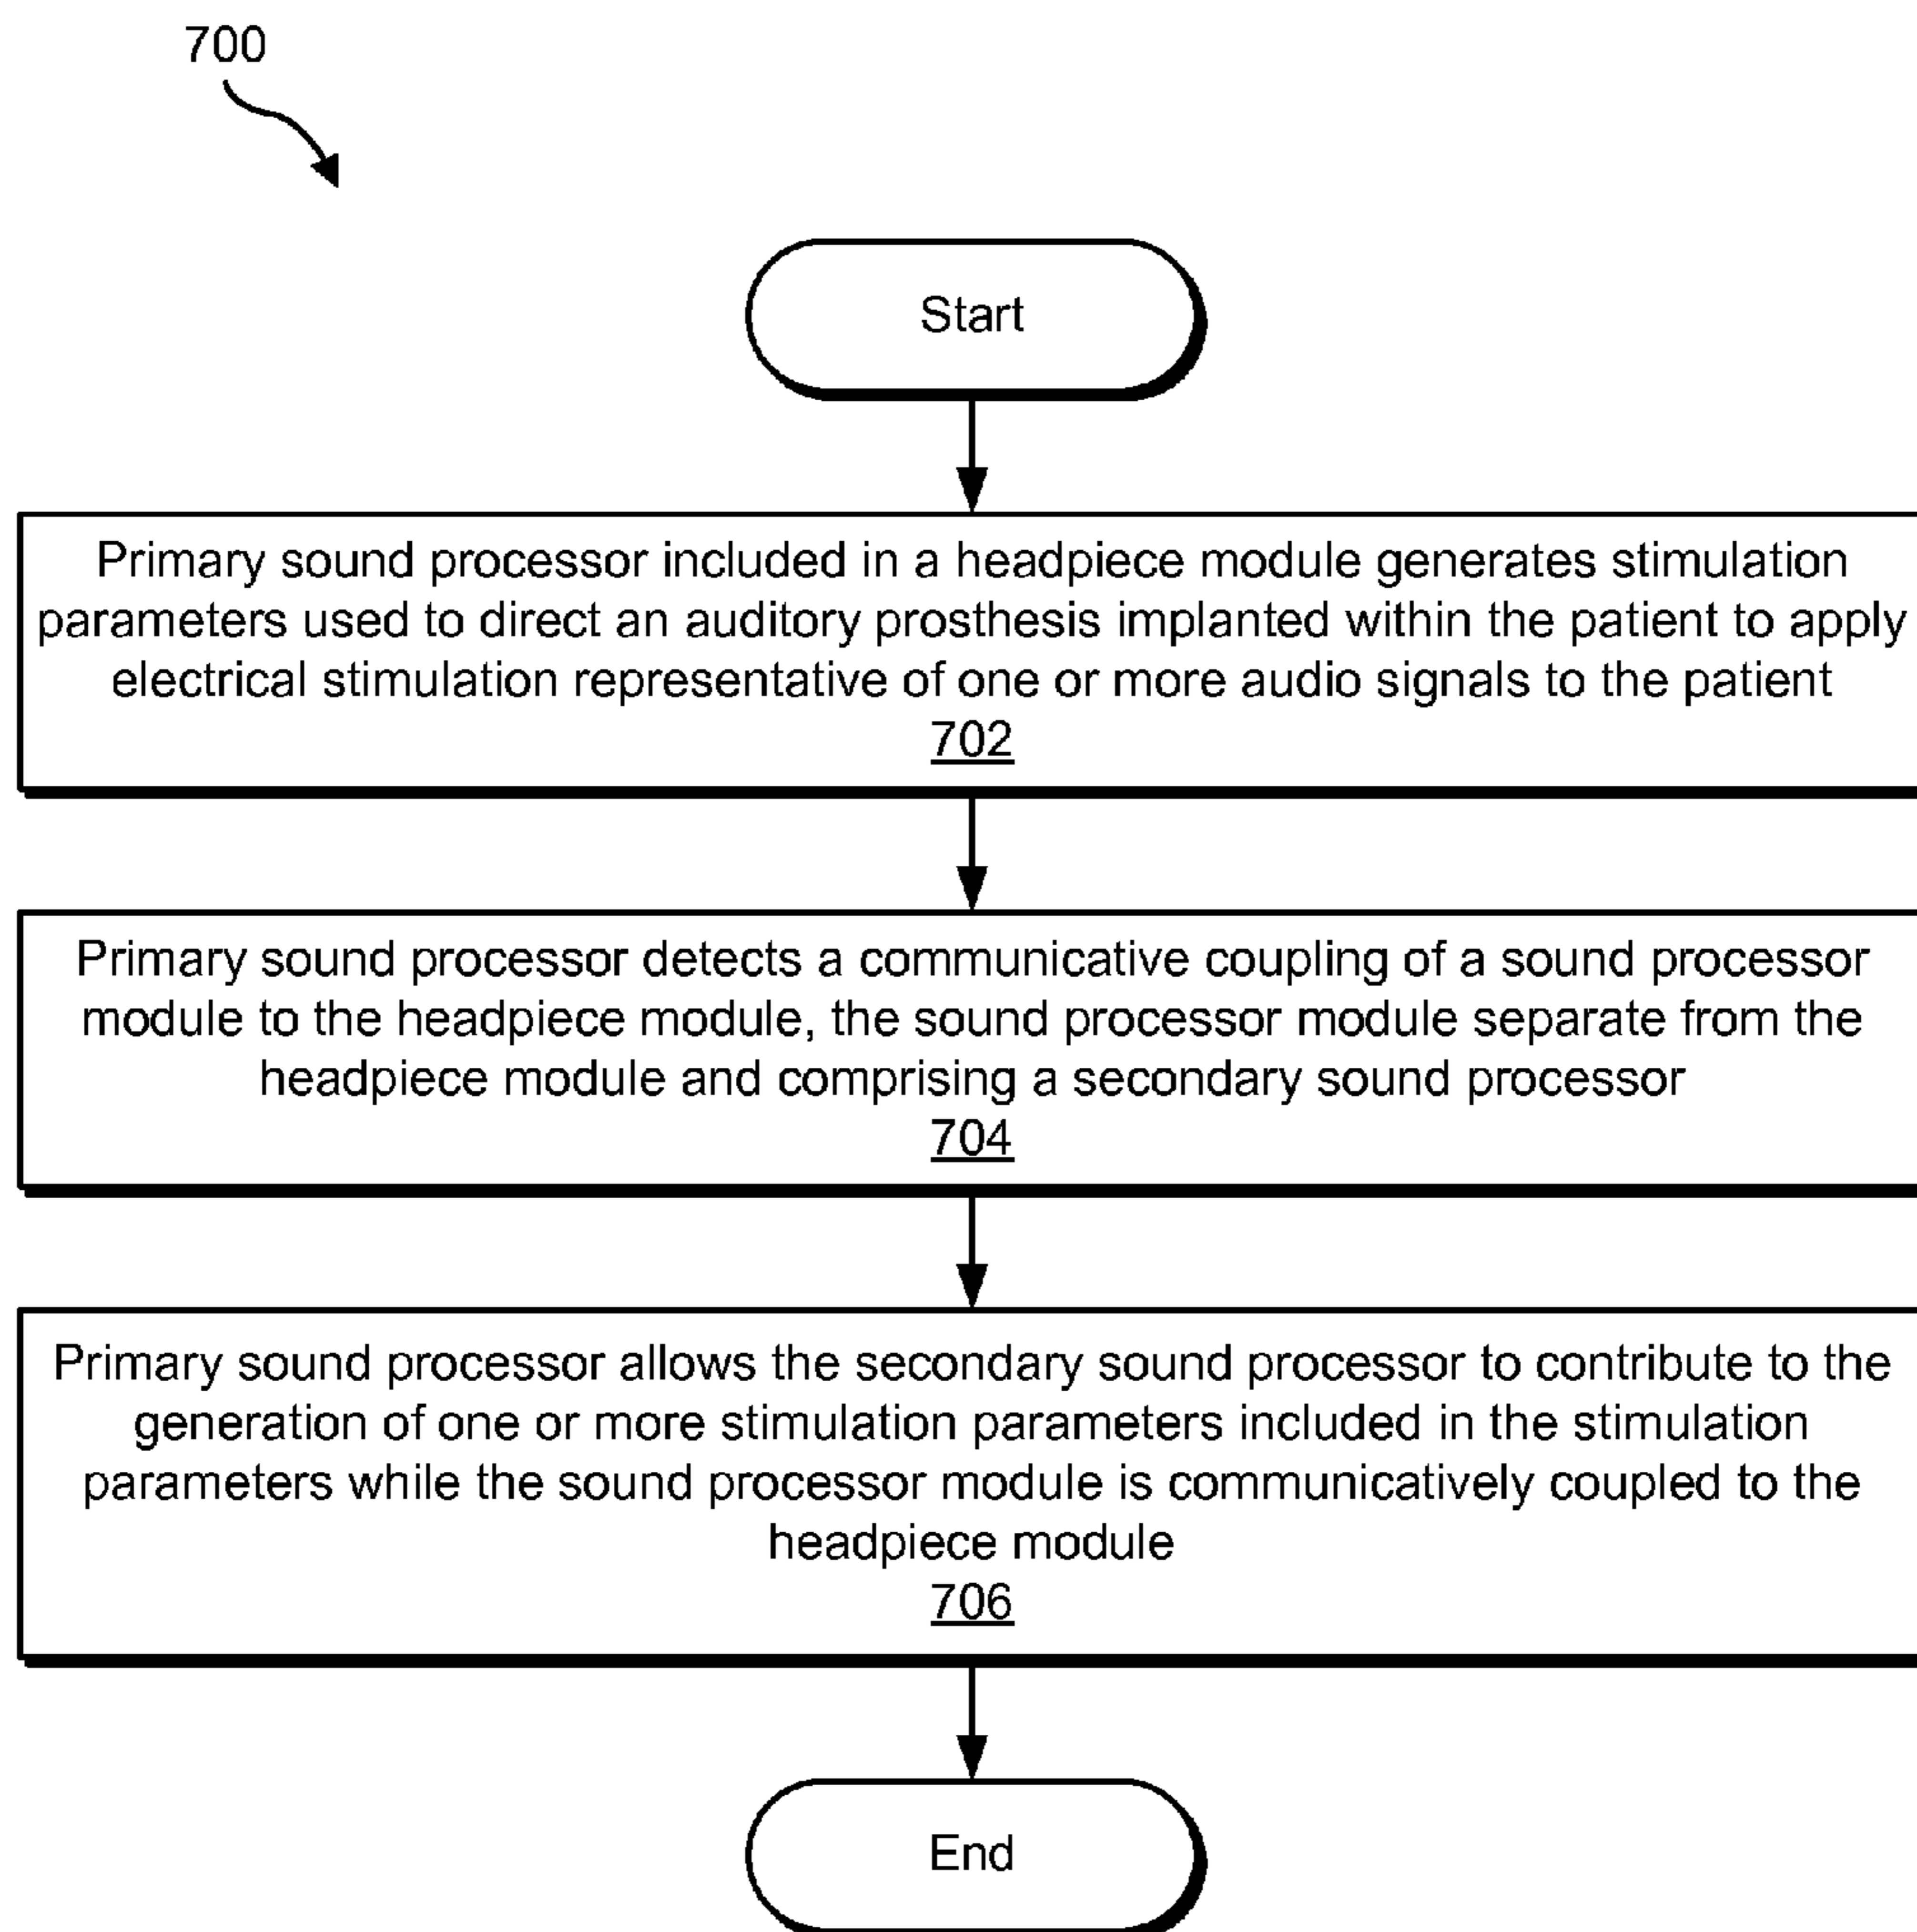 700
Start
Primary sound processor included in a headpiece module generates stimulation
parameters used to direct an auditory prosthesis implanted within the patient to apply
electrical stimulation representative of one or more audio signals to the patient
702
Primary sound processor detects a communicative coupling of a sound processor
module to the headpiece module, the sound processor module separate from the
headpiece module and comprising a secondary sound processor
704
Primary sound processor allows the secondary sound processor to contribute to the
generation of one or more stimulation parameters included in the stimulation
parameters while the sound processor module is communicatively coupled to the
headpiece module
706
End